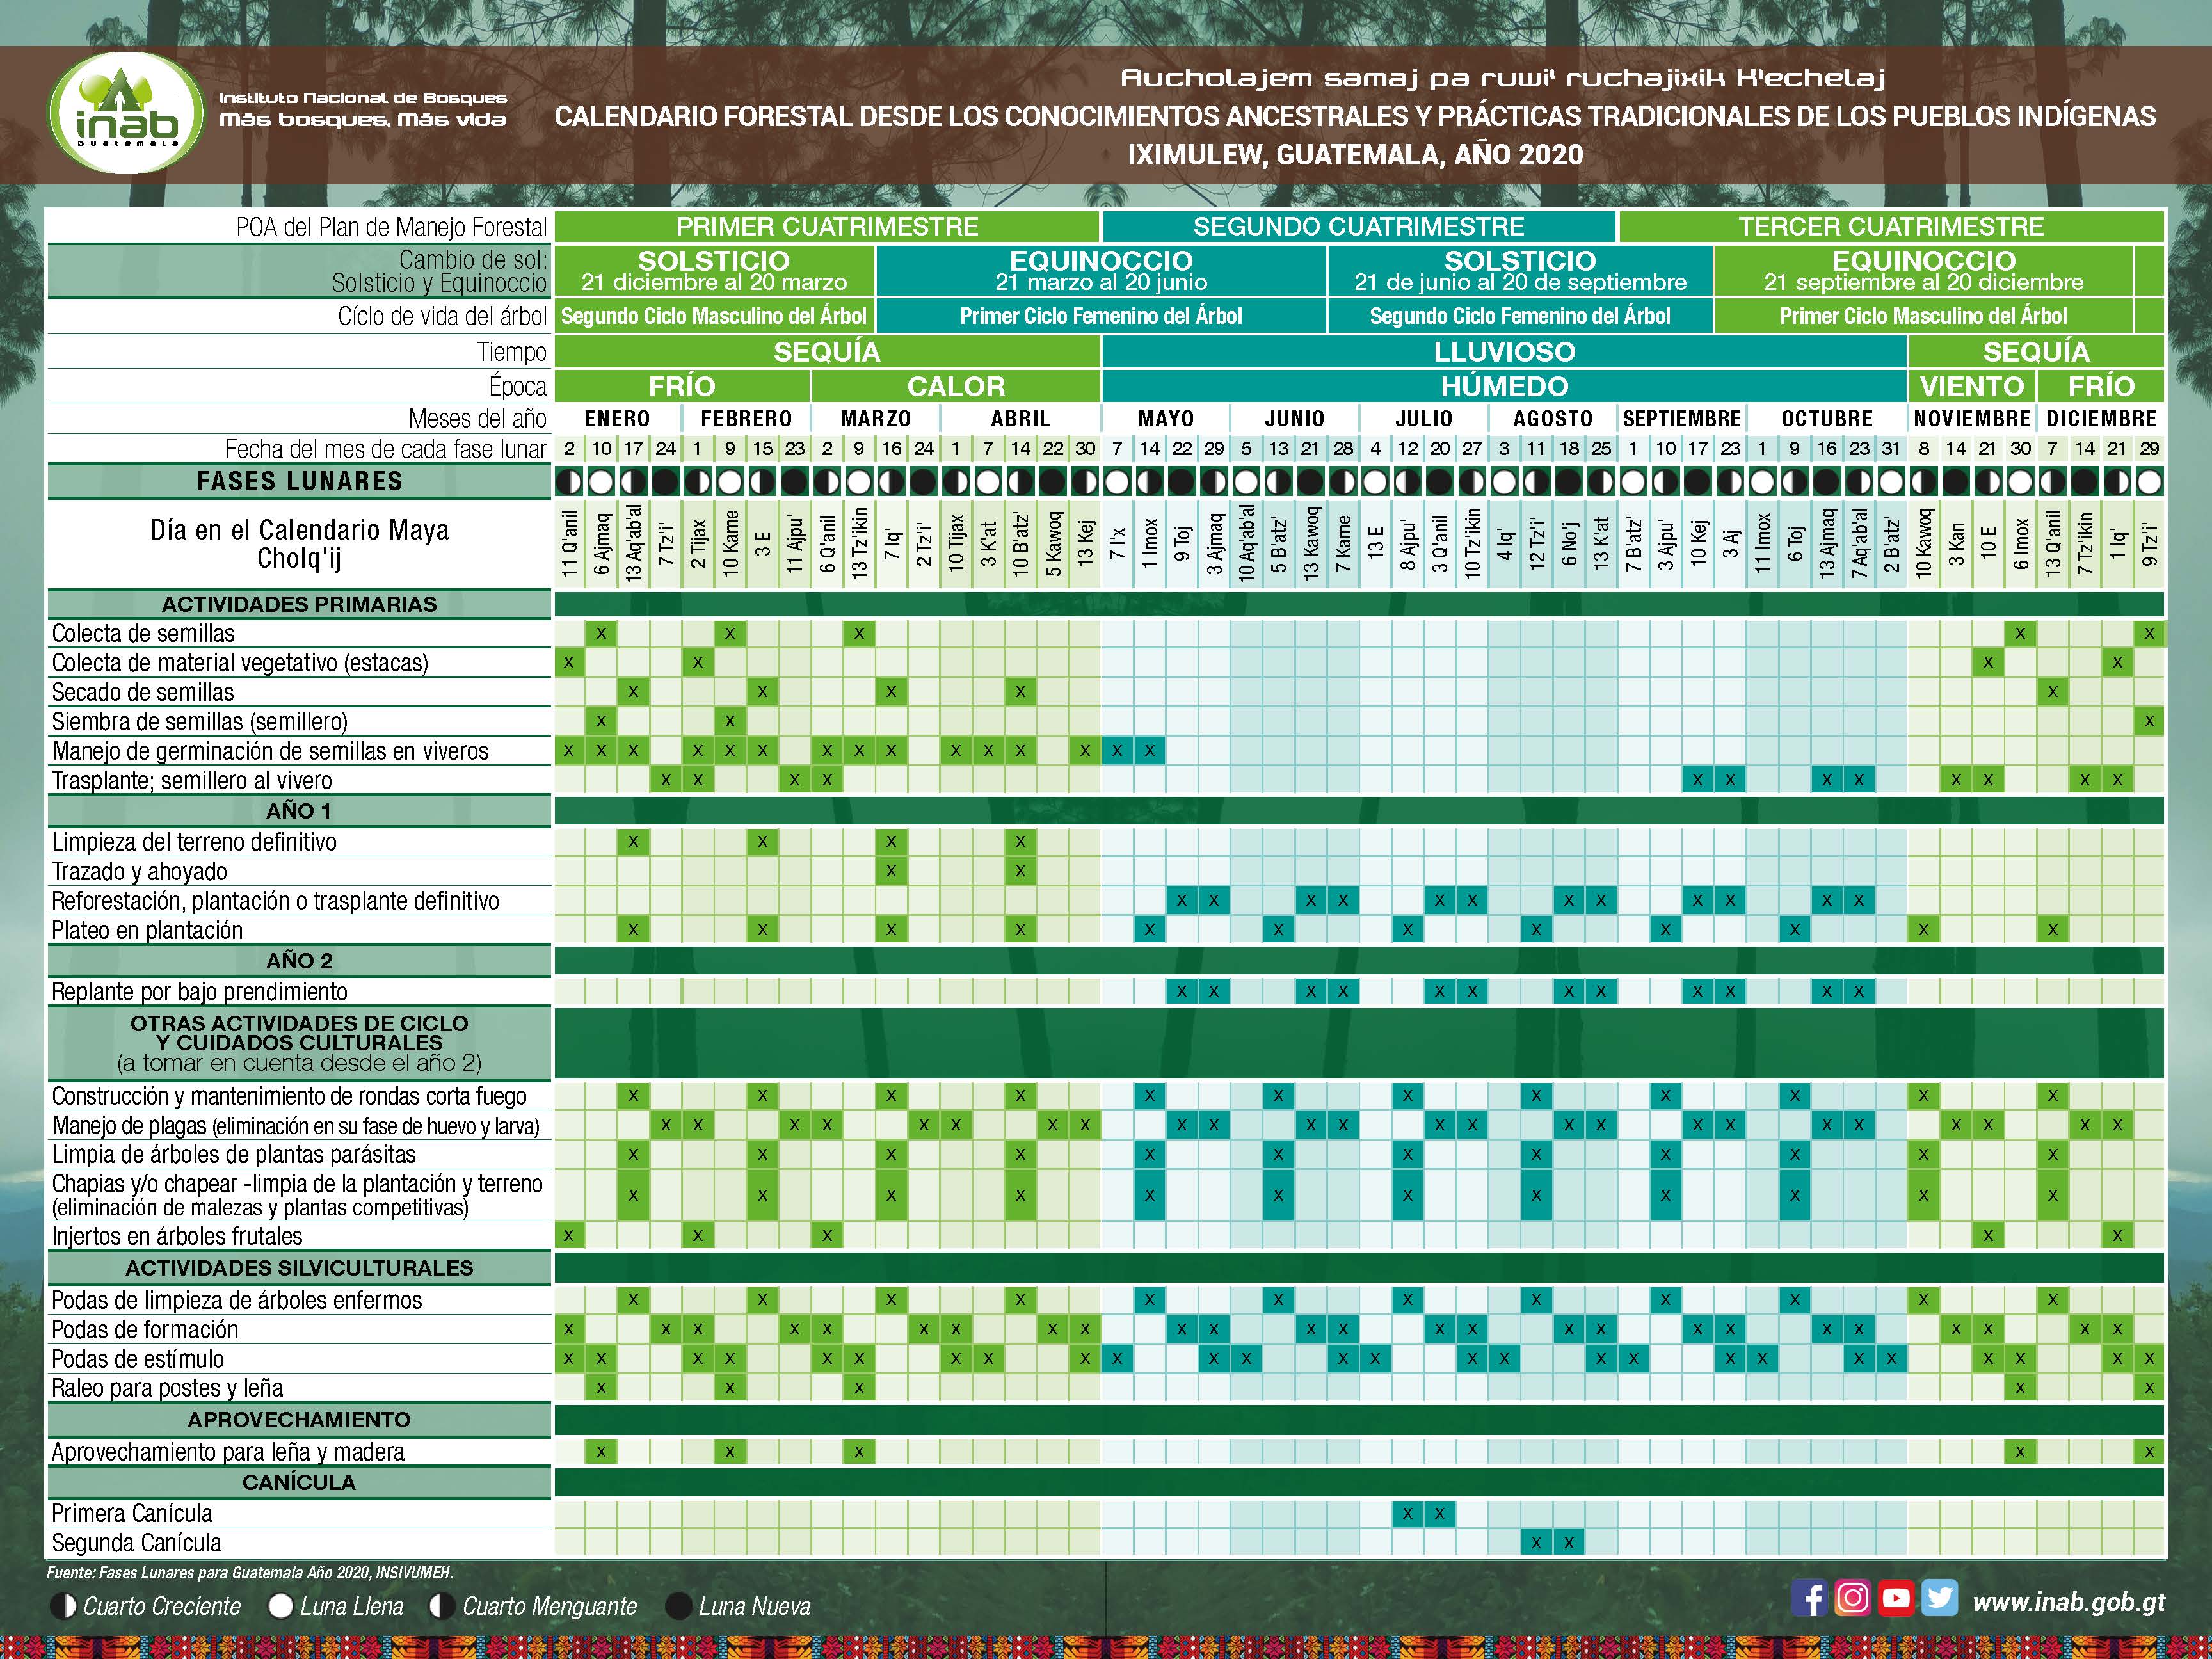 inab
Guatemala
Instituto Nacional de Bosques
Más bosques, Más vida
Rucholajem samaj pa ruwi' ruchajixik K'echelaj
CALENDARIO FORESTAL DESDE LOS CONOCIMIENTOS ANCESTRALES Y PRÁCTICAS TRADICIONALES DE LOS PUEBLOS INDÍGENAS
IXIMULEW, GUATEMALA, AÑO 2020
POA del Plan de Manejo Forestal PRIMER CUATRIMESTRE SEGUNDO CUATRIMESTRE TERCER CUATRIMESTRE
Cambio de sol: SOLSTICIO EQUINOCCIO SOLSTICIO EQUINOCCIO
Solsticio y Equinoccio 21 diciembre al 20 marzo 21 marzo al 20 junio 21 de junio al 20 de septiembre 21 septiembre al 20 diciembre
Cíclo de vida del árbol Segundo Ciclo Masculino del Árbol Primer Ciclo Femenino del Árbol Segundo Ciclo Femenino del Árbol Primer Ciclo Masculino del Árbol
Tiempo SEQUÍA LLUVIOSO SEQUÍA
Época FRÍO CALOR HÚMEDO VIENTO FRÍO
Meses del año ENERO FEBRERO MARZO ABRIL MAYO JUNIO JULIO AGOSTO SEPTIEMBRE OCTUBRE NOVIEMBRE DICIEMBRE
Fecha del mes de cada fase lunar 2 10 17 24 1 9 15 23 2 9 16 24 1 7 14 22 30 7 14 22 29 5 13 21 28 4 12 20 27 3 11 18 25 1 10 17 23 1 9 16 23 31 8 14 21 30 7 14 21 29
FASES LUNARES
Día en el Calendario Maya
Cholq'ij
11 Q'anil 6 Ajmaq 13 Aq'ab'al 7 Tz'i' 2 Tijax 10 Kame 3 E 11 Ajpu' 6 Q'anil 13 Tz'ikin 7 Iq' 2 Tz'i' 10 Tijax 3 K'at 10 B'atz' 5 Kawoq 13 Kej 7 I'x 1 Imox 9 Toj 3 Ajmaq 10 Aq'ab'al 5 B'atz' 13 Kawoq 7 Kame 13 E 8 Ajpu' 3 Q'anil 10 Tz'ikin 4 Iq' 12 Tz'i' 6 No'j 13 K'at 7 B'atz' 3 Ajpu' 10 Kej 3 Aj 11 Imox 6 Toj 13 Ajmaq 7 Aq'ab'al 2 B'atz' 10 Kawoq 3 Kan 10 E 6 Imox 13 Q'anil 7 Tz'ikin 1 Iq' 9 Tz'i'
ACTIVIDADES PRIMARIAS
Colecta de semillas X X X X X
Colecta de material vegetativo (estacas) X X X X
Secado de semillas X X X X X
Siembra de semillas (semillero) X X X
Manejo de germinación de semillas en viveros X X X X X X X X X X X X X X X
Trasplante; semillero al vivero X X X X X X X X X X X X
AÑO 1
Limpieza del terreno definitivo X X X X
Trazado y ahoyado X X
Reforestación, plantación o trasplante definitivo X X X X X X X X X X X X
Plateo en plantación X X X X X X X X X X X X
AÑO 2
Replante por bajo prendimiento X X X X X X X X X X X X
OTRAS ACTIVIDADES DE CICLO
Y CUIDADOS CULTURALES
(a tomar en cuenta desde el año 2)
Construcción y mantenimiento de rondas corta fuego X X X X X X X X X X X X
Manejo de plagas (eliminación en su fase de huevo y larva) X X X X X X X X X X X X X X X X X X X X X X X X
Limpia de árboles de plantas parásitas X X X X X X X X X X X X
Chapias y/o chapear -limpia de la plantación y terreno
(eliminación de malezas y plantas competitivas) X X X X X X X X X X X X
Injertos en árboles frutales X X X X X
ACTIVIDADES SILVICULTURALES
Podas de limpieza de árboles enfermos X X X X X X X X X X X X
Podas de formación X X X X X X X X X X X X X X X X X X X X X X X X X
Podas de estímulo X X X X X X X X X X X X X X X X X X X X X X X X X X
Raleo para postes y leña X X X X X
APROVECHAMIENTO
Aprovechamiento para leña y madera X X X X X
CANÍCULA
Primera Canícula X X
Segunda Canícula X X
Fuente: Fases Lunares para Guatemala Año 2020, INSIVUMEH.
Cuarto Creciente Luna Llena Cuarto Menguante Luna Nueva
www.inab.gob.gt